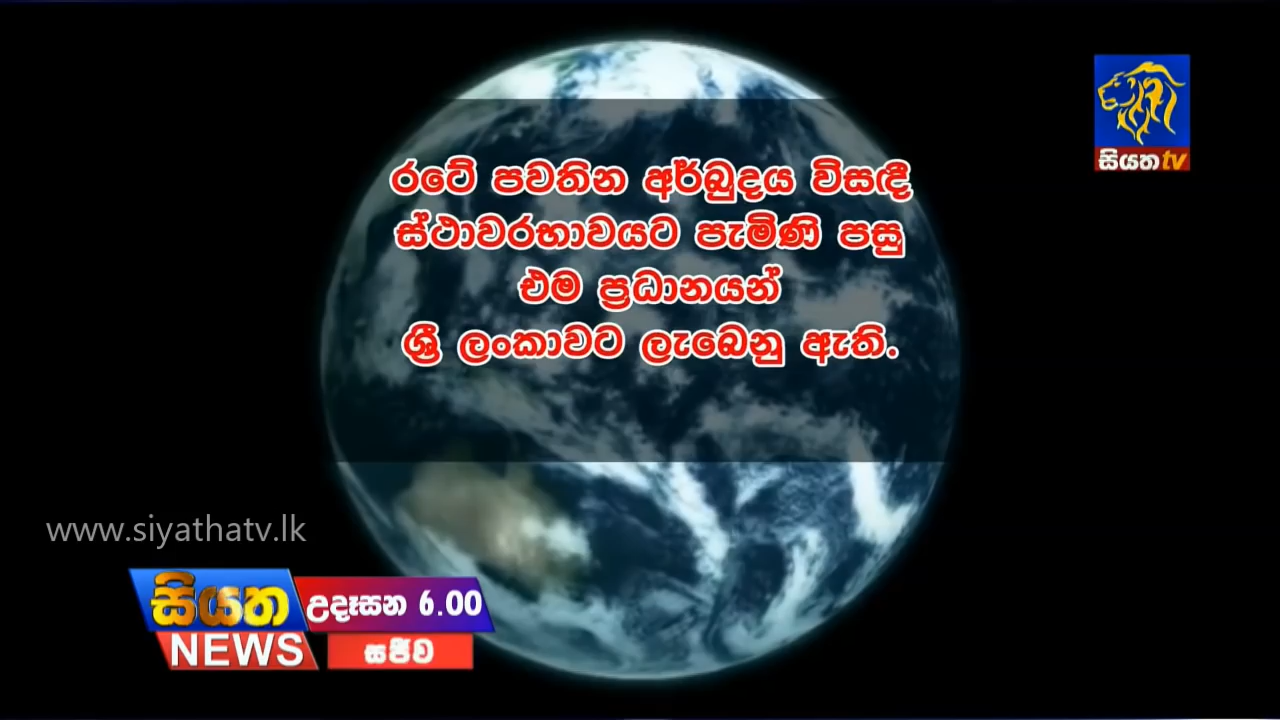 සියත tv
රටේ පවතින අර්බුදය විසඳී
ස්ථාවරභාවයට පැමිණි පසු
එම ප්‍රධානයන්
ශ්‍රී ලංකාවට ලැබෙනු ඇති.
www.siyathatv.lk
සියත
NEWS
උදෑසන 6.00
සජීව